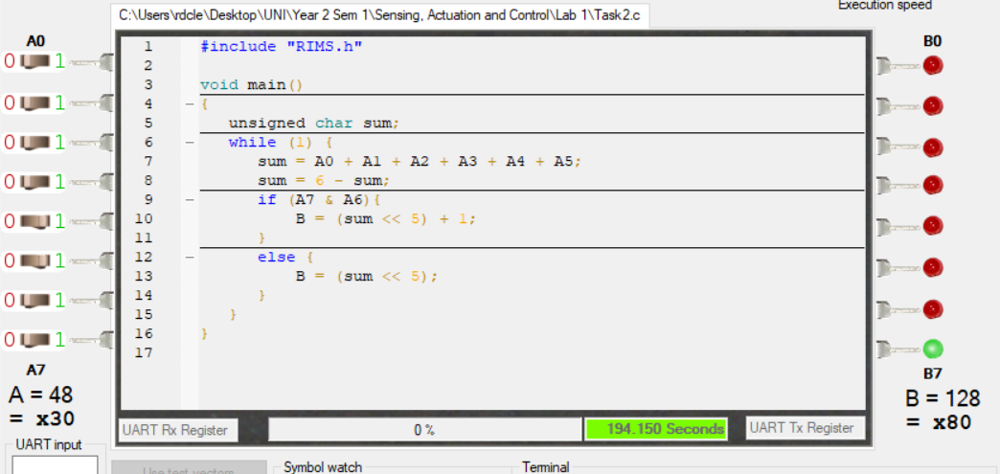 Execution speed
C:\Users\rdcle\Desktop\UNI\Year 2 Sem 1\Sensing, Actuation and Control\Lab 1\Task2.c
A0
0 1
0 1
0 1
0 1
0 1
0 1
0 1
0 1
A7
A = 48
= x30
1 #include "RIMS.h"
2
3 void main()
4 {
5 unsigned char sum;
6 while (1) {
7 sum = A0 + A1 + A2 + A3 + A4 + A5;
8 sum = 6 - sum;
9 if (A7 & A6){
10 B = (sum << 5) + 1;
11 }
12 else {
13 B = (sum << 5);
14 }
15 }
16 }
17
B0
B7
B = 128
= x80
UART Rx Register
0 %
194.150 Seconds
UART Tx Register
UART input
Use test vectors
Symbol watch
Terminal